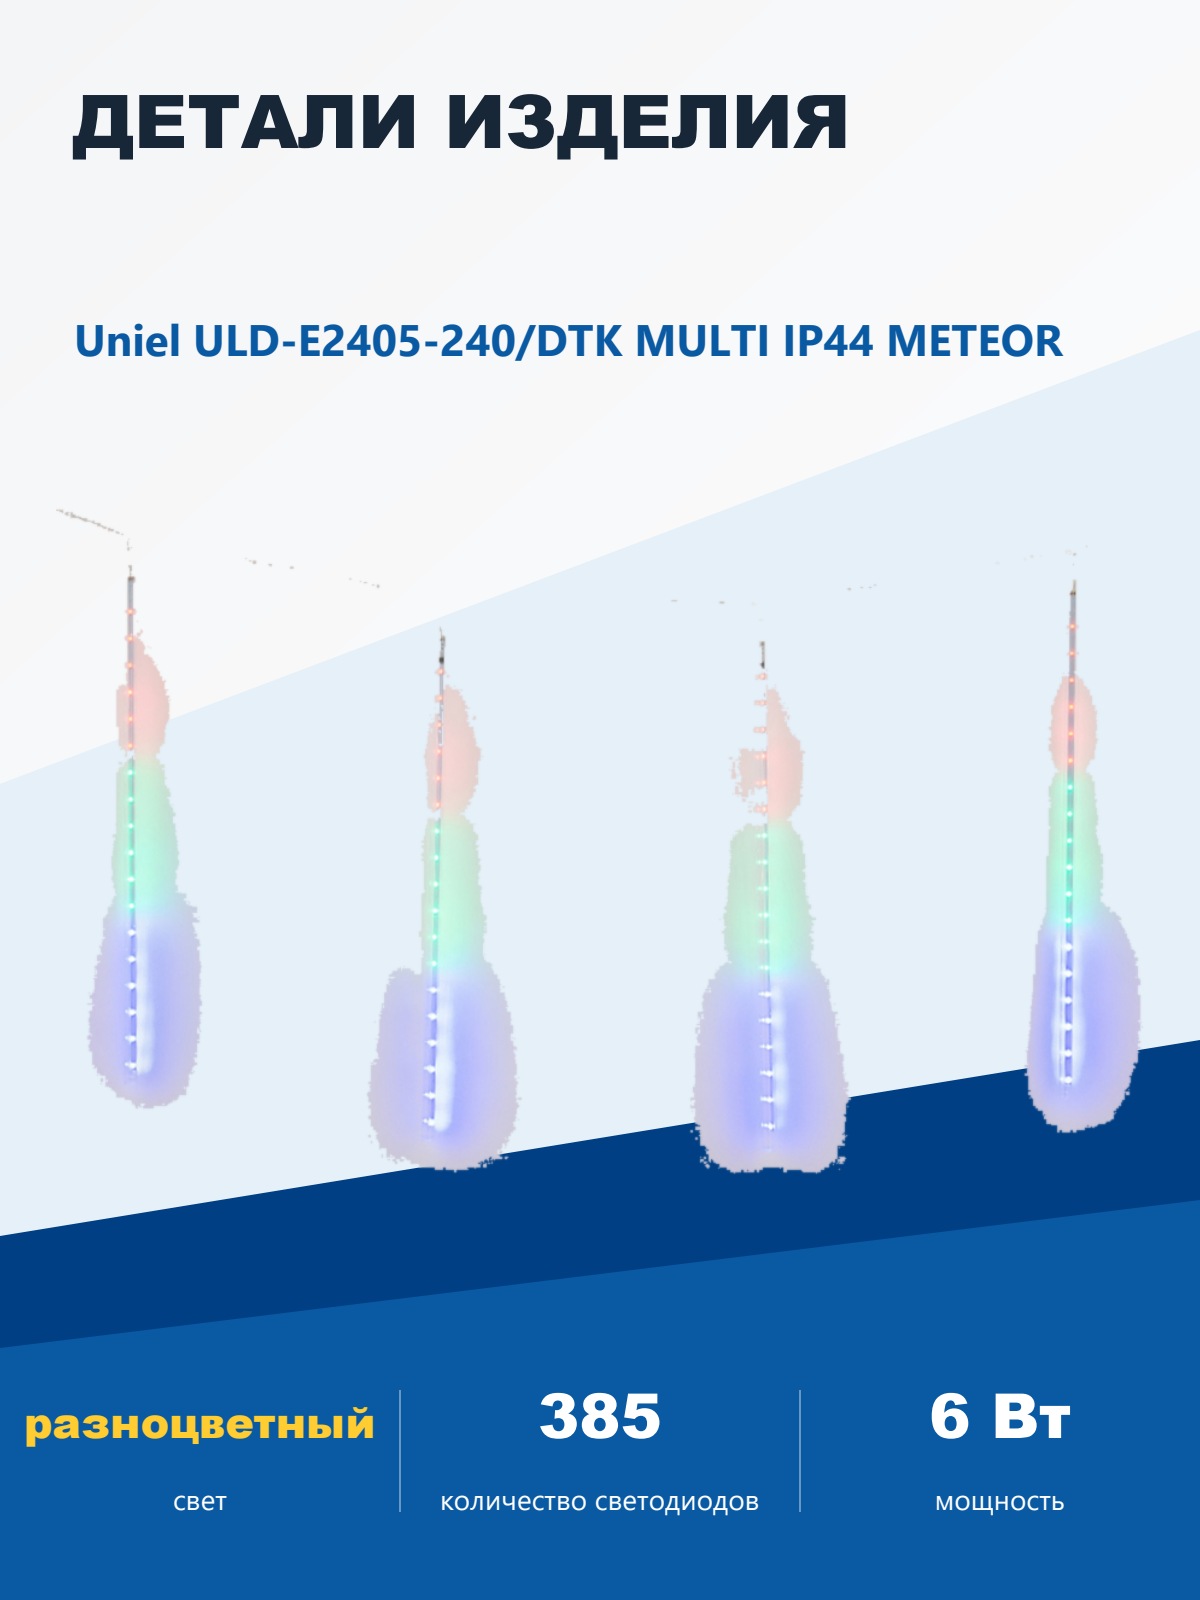 ДЕТАЛИ ИЗДЕЛИЯ
Uniel ULD-E2405-240/DTK MULTI IP44 METEOR
разноцветный
свет
385
количество светодиодов
6 Вт
мощность